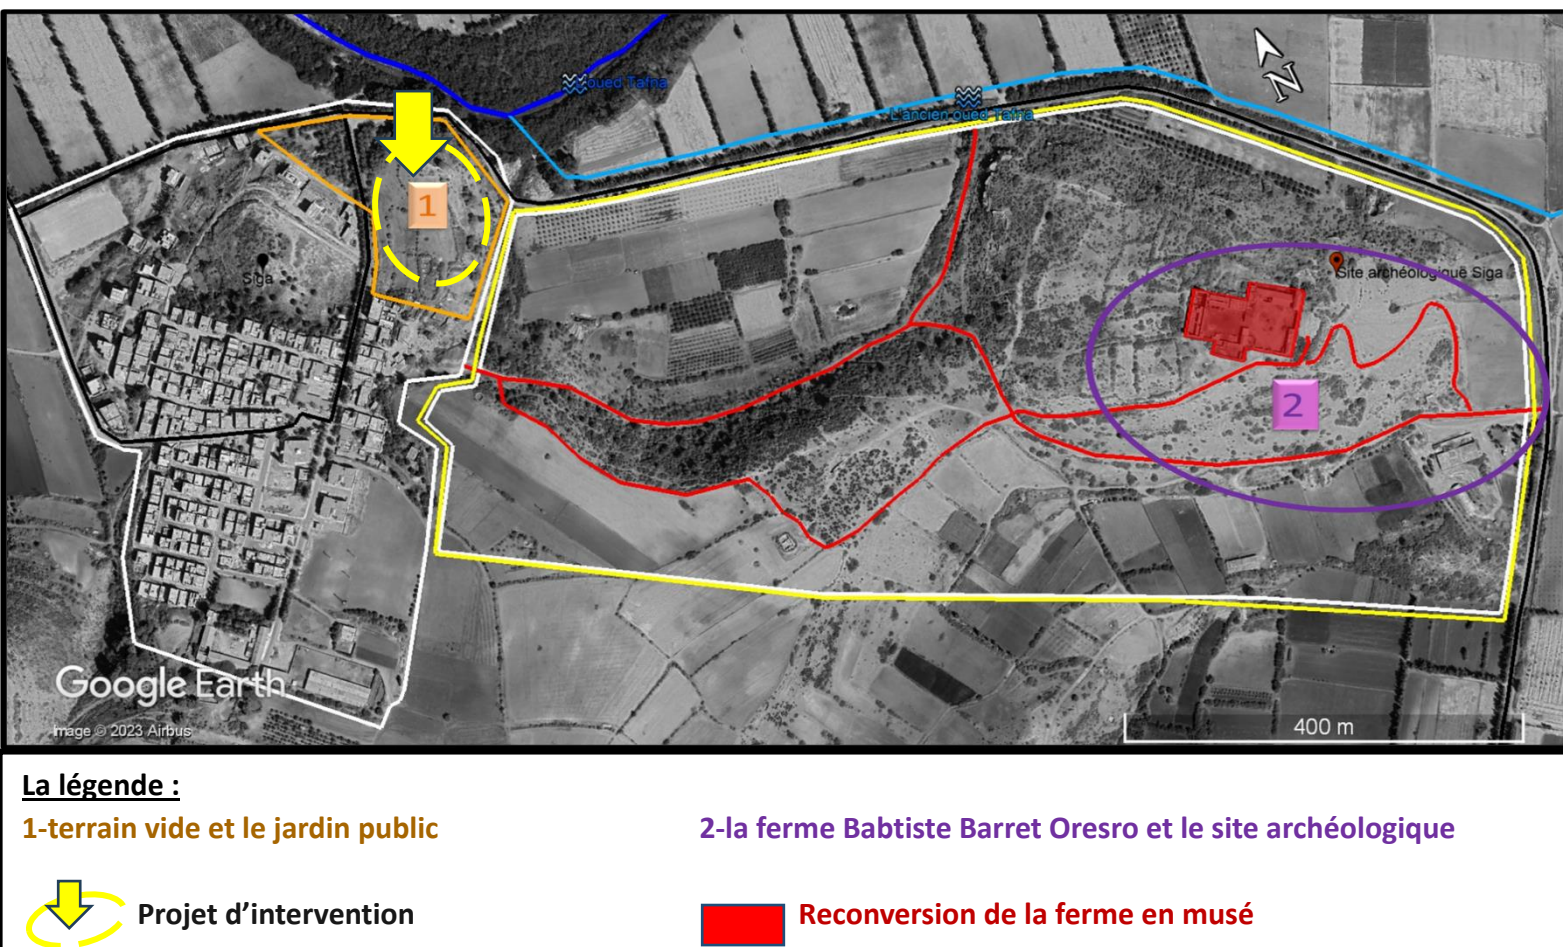 N
oued Tafna
L'ancien oued Tafna
1
Siga
Site archéologique Siga
2
Google Earth
Image © 2023 Airbus
400 m
La légende :
1-terrain vide et le jardin public
2-la ferme Babtiste Barret Oresro et le site archéologique
Projet d'intervention
Reconversion de la ferme en musé